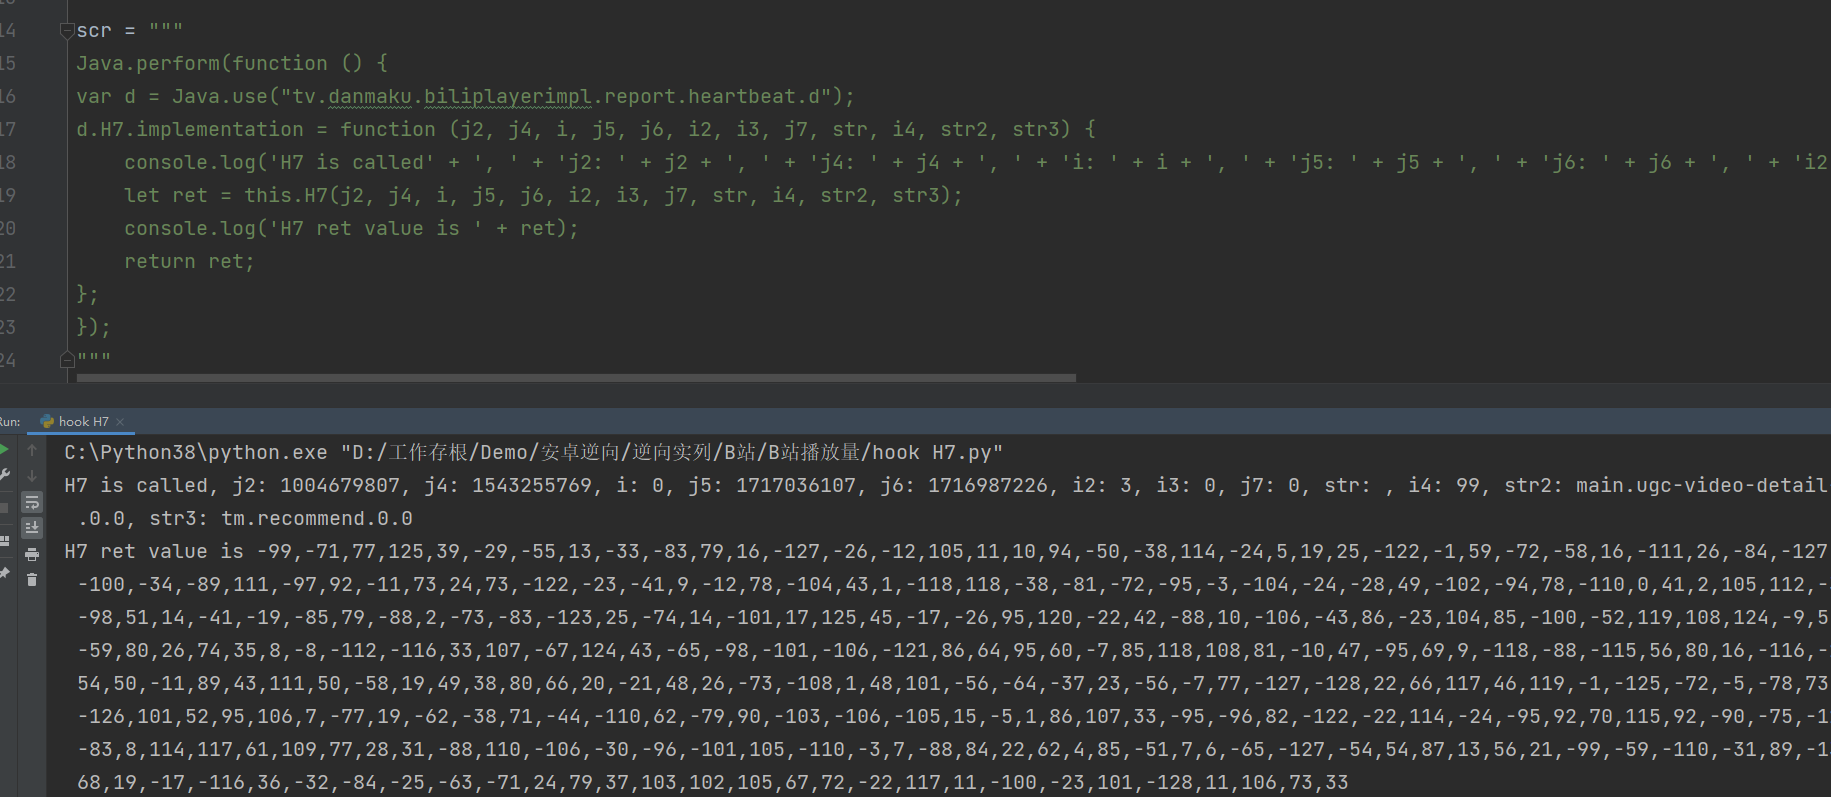 14 scr = """
15 Java.perform(function () {
16 var d = Java.use("tv.danmaku.biliplayerimpl.report.heartbeat.d");
17 d.H7.implementation = function (j2, j4, i, j5, j6, i2, i3, j7, str, i4, str2, str3) {
18 console.log('H7 is called' + ', ' + 'j2: ' + j2 + ', ' + 'j4: ' + j4 + ', ' + 'i: ' + i + ', ' + 'j5: ' + j5 + ', ' + 'j6: ' + j6 + ', ' + 'i2
19 let ret = this.H7(j2, j4, i, j5, j6, i2, i3, j7, str, i4, str2, str3);
20 console.log('H7 ret value is ' + ret);
21 return ret;
22 };
23 });
24 """
Run: hook H7
C:\Python38\python.exe "D:/工作存根/Demo/安卓逆向/逆向实列/B站/B站播放量/hook H7.py"
H7 is called, j2: 1004679807, j4: 1543255769, i: 0, j5: 1717036107, j6: 1716987226, i2: 3, i3: 0, j7: 0, str: , i4: 99, str2: main.ugc-video-detail
.0.0, str3: tm.recommend.0.0
H7 ret value is -99,-71,77,125,39,-29,-55,13,-33,-83,79,16,-127,-26,-12,105,11,10,94,-50,-38,114,-24,5,19,25,-122,-1,59,-72,-58,16,-111,26,-84,-127
-100,-34,-89,111,-97,92,-11,73,24,73,-122,-23,-41,9,-12,78,-104,43,1,-118,118,-38,-81,-72,-95,-3,-104,-24,-28,49,-102,-94,78,-110,0,41,2,105,112,-
-98,51,14,-41,-19,-85,79,-88,2,-73,-83,-123,25,-74,14,-101,17,125,45,-17,-26,95,120,-22,42,-88,10,-106,-43,86,-23,104,85,-100,-52,119,108,124,-9,5
-59,80,26,74,35,8,-8,-112,-116,33,107,-67,124,43,-65,-98,-101,-106,-121,86,64,95,60,-7,85,118,108,81,-10,47,-95,69,9,-118,-88,-115,56,80,16,-116,-
54,50,-11,89,43,111,50,-58,19,49,38,80,66,20,-21,48,26,-73,-108,1,48,101,-56,-64,-37,23,-56,-7,77,-127,-128,22,66,117,46,119,-1,-125,-72,-5,-78,73
-126,101,52,95,106,7,-77,19,-62,-38,71,-44,-110,62,-79,90,-103,-106,-105,15,-5,1,86,107,33,-95,-96,82,-122,-22,114,-24,-95,92,70,115,92,-90,-75,-1
-83,8,114,117,61,109,77,28,31,-88,110,-106,-30,-96,-101,105,-110,-3,7,-88,84,22,62,4,85,-51,7,6,-65,-127,-54,54,87,13,56,21,-99,-59,-110,-31,89,-1
68,19,-17,-116,36,-32,-84,-25,-63,-71,24,79,37,103,102,105,67,72,-22,117,11,-100,-23,101,-128,11,106,73,33